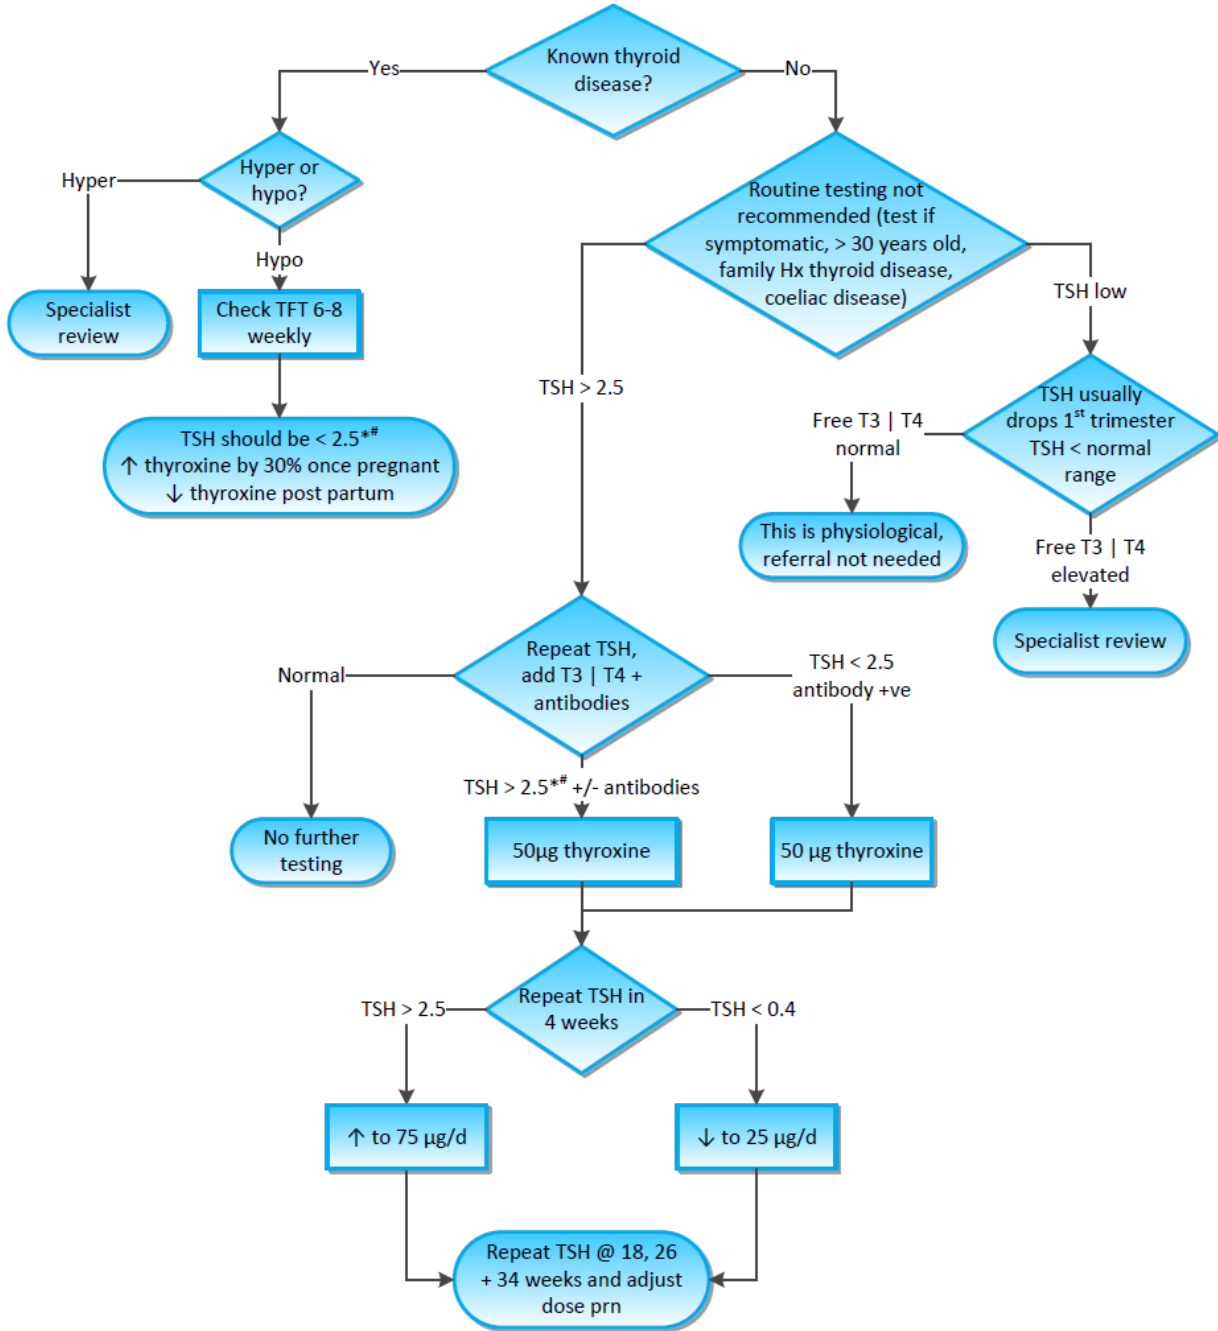 Known thyroid
disease?
Yes
No
Hyper or
hypo?
Hyper
Hypo
Specialist
review
Check TFT 6-8
weekly
TSH should be < 2.5*#
↑ thyroxine by 30% once pregnant
↓ thyroxine post partum
Routine testing not
recommended (test if
symptomatic, > 30 years old,
family Hx thyroid disease,
coeliac disease)
TSH > 2.5
TSH low
TSH usually
drops 1st trimester
TSH < normal
range
Free T3 | T4
normal
This is physiological,
referral not needed
Free T3 | T4
elevated
Specialist review
Repeat TSH,
add T3 | T4 +
antibodies
Normal
No further
testing
TSH > 2.5*# +/- antibodies
50µg thyroxine
TSH < 2.5
antibody +ve
50 µg thyroxine
Repeat TSH in
4 weeks
TSH > 2.5
TSH < 0.4
↑ to 75 µg/d
↓ to 25 µg/d
Repeat TSH @ 18, 26
+ 34 weeks and adjust
dose prn